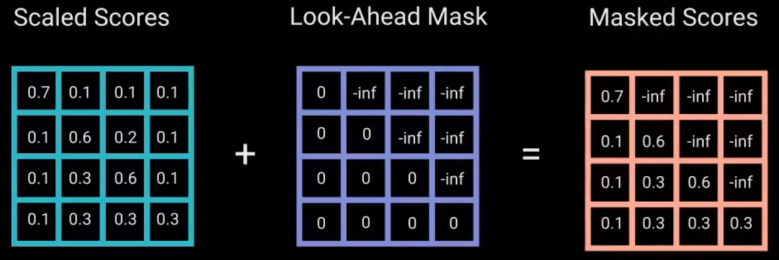 Scaled Scores Look-Ahead Mask Masked Scores
0.7 0.1 0.1 0.1 0 -inf -inf -inf 0.7 -inf -inf -inf
0.1 0.6 0.2 0.1 + 0 0 -inf -inf = 0.1 0.6 -inf -inf
0.1 0.3 0.6 0.1 0 0 0 -inf 0.1 0.3 0.6 -inf
0.1 0.3 0.3 0.3 0 0 0 0 0.1 0.3 0.3 0.3